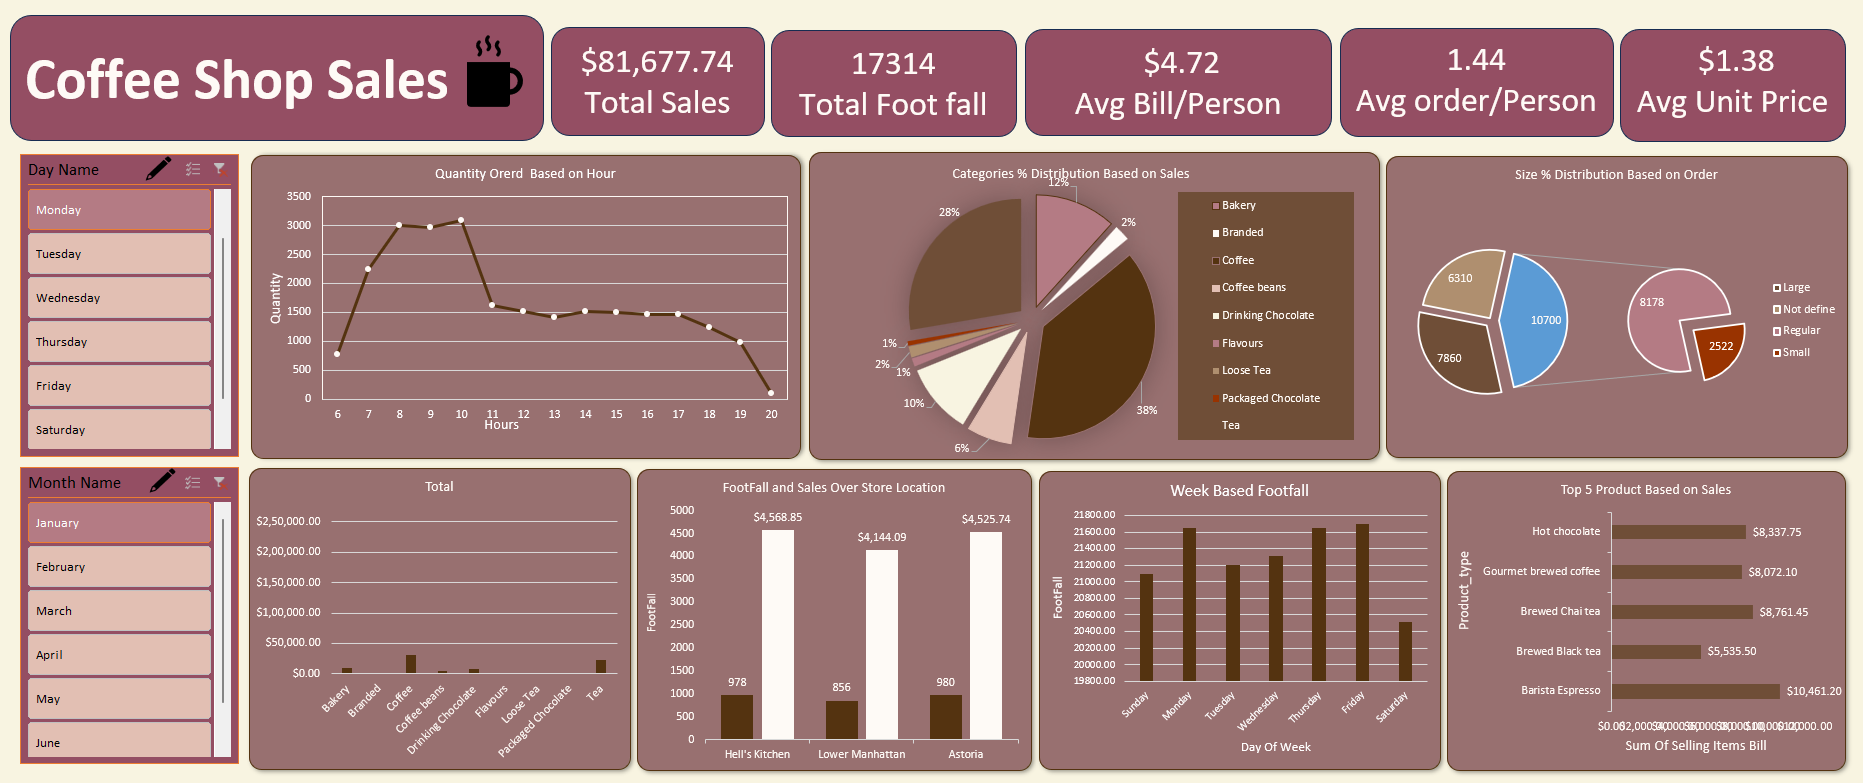 Coffee Shop Sales
$81,677.74
Total Sales
17314
Total Foot fall
$4.72
Avg Bill/Person
1.44
Avg order/Person
$1.38
Avg Unit Price
Day Name
Monday
Tuesday
Wednesday
Thursday
Friday
Saturday
Quantity Orerd  Based on Hour
Quantity
3500
3000
2500
2000
1500
1000
500
0
6 7 8 9 10 11 12 13 14 15 16 17 18 19 20
Hours
Categories % Distribution Based on Sales
12%
2%
38%
6%
10%
1%
2%
1%
28%
Bakery
Branded
Coffee
Coffee beans
Drinking Chocolate
Flavours
Loose Tea
Packaged Chocolate
Tea
Size % Distribution Based on Order
6310
7860
10700
8178
2522
Large
Not define
Regular
Small
Month Name
January
February
March
April
May
June
Total
$2,50,000.00
$2,00,000.00
$1,50,000.00
$1,00,000.00
$50,000.00
$0.00
Bakery
Branded
Coffee
Coffee beans
Drinking Chocolate
Flavours
Loose Tea
Packaged Chocolate
Tea
FootFall and Sales Over Store Location
FootFall
5000
4500
4000
3500
3000
2500
2000
1500
1000
500
0
978
$4,568.85
856
$4,144.09
980
$4,525.74
Hell's Kitchen
Lower Manhattan
Astoria
Week Based Footfall
FootFall
21800.00
21600.00
21400.00
21200.00
21000.00
20800.00
20600.00
20400.00
20200.00
20000.00
19800.00
Sunday
Monday
Tuesday
Wednesday
Thursday
Friday
Saturday
Day Of Week
Top 5 Product Based on Sales
Product_type
Hot chocolate
$8,337.75
Gourmet brewed coffee
$8,072.10
Brewed Chai tea
$8,761.45
Brewed Black tea
$5,535.50
Barista Espresso
$10,461.20
$0.00 $2,000.00 $4,000.00 $6,000.00 $8,000.00 $10,000.00 $12,000.00
Sum Of Selling Items Bill